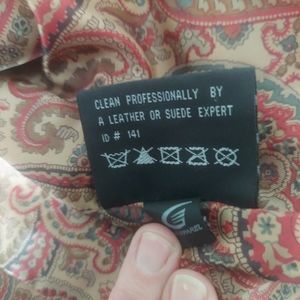 CLEAN PROFESSIONALLY BY
A LEATHER OR SUEDE EXPERT
ID # 141